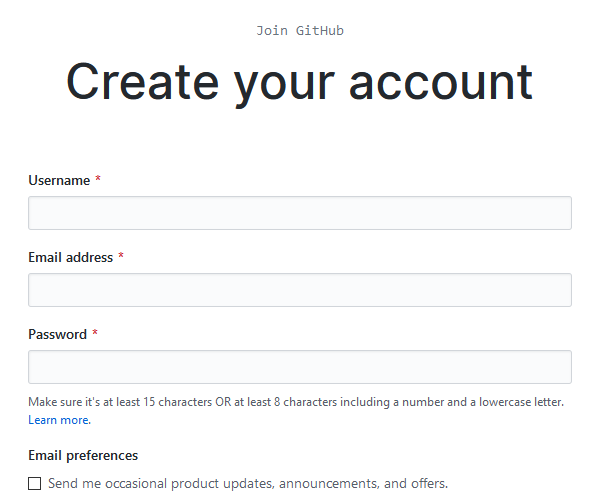 Join GitHub
Create your account
Username *
Email address *
Password *
Make sure it's at least 15 characters OR at least 8 characters including a number and a lowercase letter.
Learn more.
Email preferences
Send me occasional product updates, announcements, and offers.